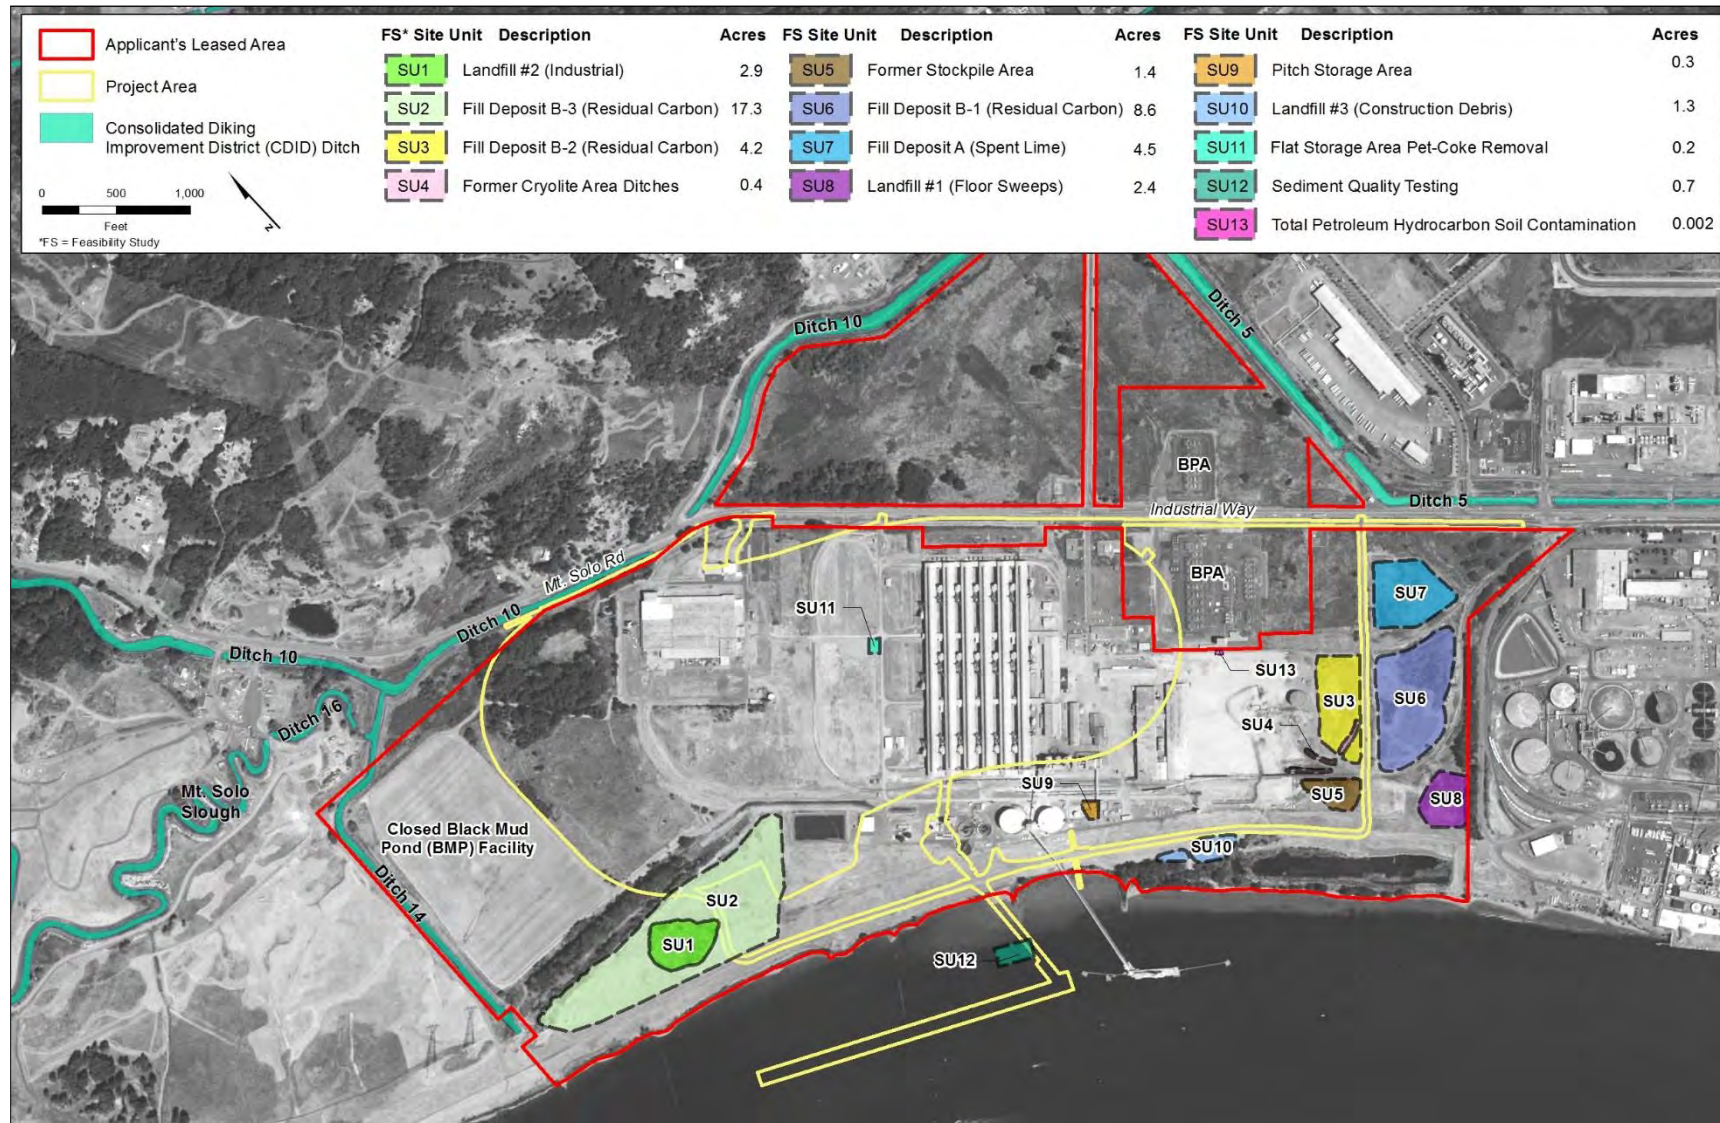 Applicant's Leased Area
Project Area
Consolidated Diking
Improvement District (CDID) Ditch
0 500 1,000
Feet
*FS = Feasibility Study
N
FS* Site Unit Description Acres
SU1 Landfill #2 (Industrial) 2.9
SU2 Fill Deposit B-3 (Residual Carbon) 17.3
SU3 Fill Deposit B-2 (Residual Carbon) 4.2
SU4 Former Cryolite Area Ditches 0.4
FS Site Unit Description Acres
SU5 Former Stockpile Area 1.4
SU6 Fill Deposit B-1 (Residual Carbon) 8.6
SU7 Fill Deposit A (Spent Lime) 4.5
SU8 Landfill #1 (Floor Sweeps) 2.4
FS Site Unit Description Acres
SU9 Pitch Storage Area 0.3
SU10 Landfill #3 (Construction Debris) 1.3
SU11 Flat Storage Area Pet-Coke Removal 0.2
SU12 Sediment Quality Testing 0.7
SU13 Total Petroleum Hydrocarbon Soil Contamination 0.002
Ditch 10
Ditch 5
BPA
Ditch 5
Industrial Way
Mt. Solo Rd
BPA
SU7
SU11
Ditch 10
Ditch 10
SU13
SU3
SU6
Ditch 16
SU4
Mt. Solo
Slough
SU9
SU5
SU8
Closed Black Mud
Pond (BMP) Facility
SU10
SU2
Ditch 14
SU1
SU12